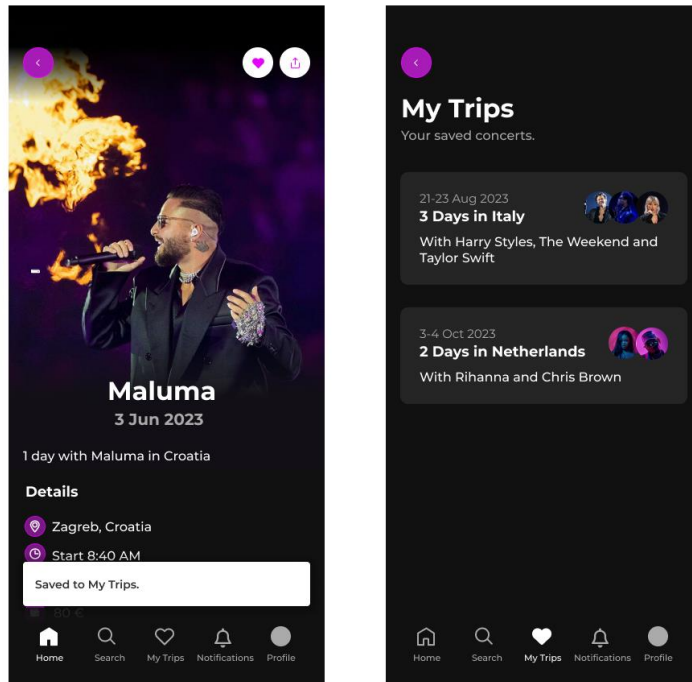 Maluma
3 Jun 2023
1 day with Maluma in Croatia
Details
Zagreb, Croatia
Start 8:40 AM
Saved to My Trips.
80 €
Home Search My Trips Notifications Profile
My Trips
Your saved concerts.
21-23 Aug 2023
3 Days in Italy
With Harry Styles, The Weekend and
Taylor Swift
3-4 Oct 2023
2 Days in Netherlands
With Rihanna and Chris Brown
Home Search My Trips Notifications Profile